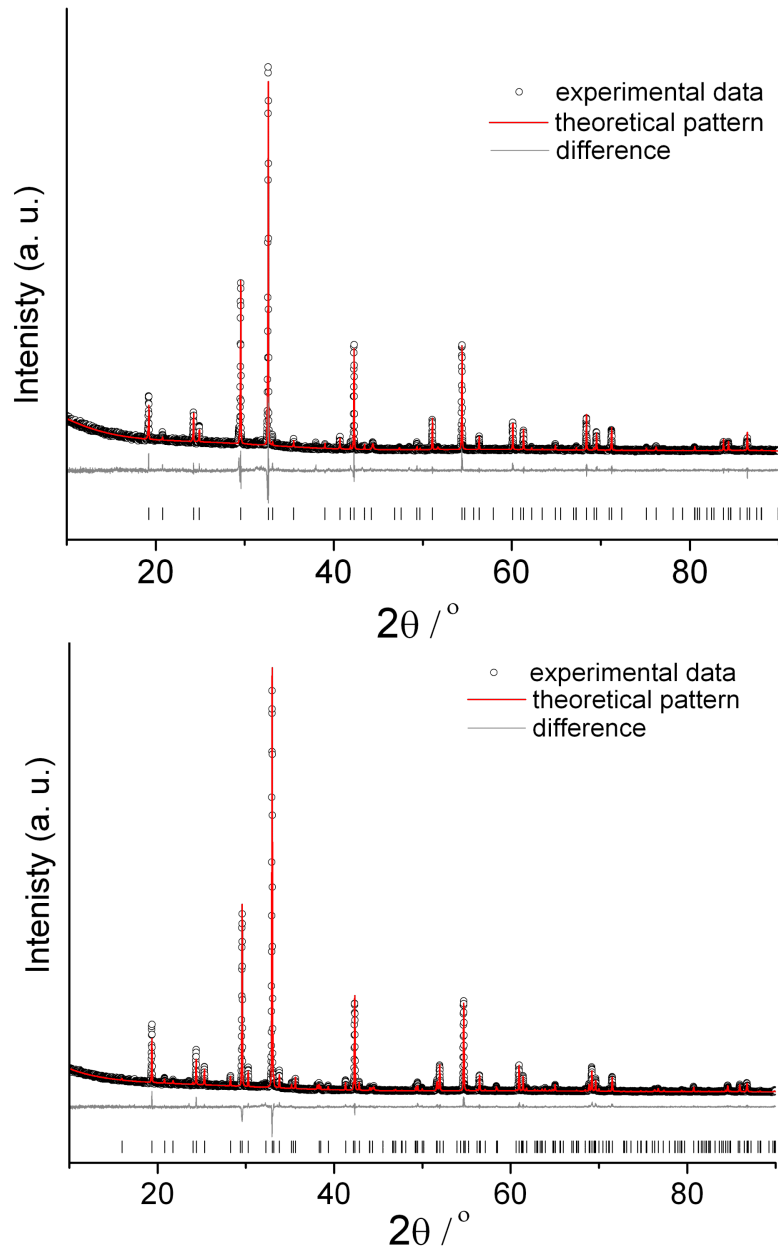 experimental data
theoretical pattern
difference
Intenisty (a. u.)
20 40 60 80
2θ / °
experimental data
theoretical pattern
difference
Intenisty (a. u.)
20 40 60 80
2θ / °